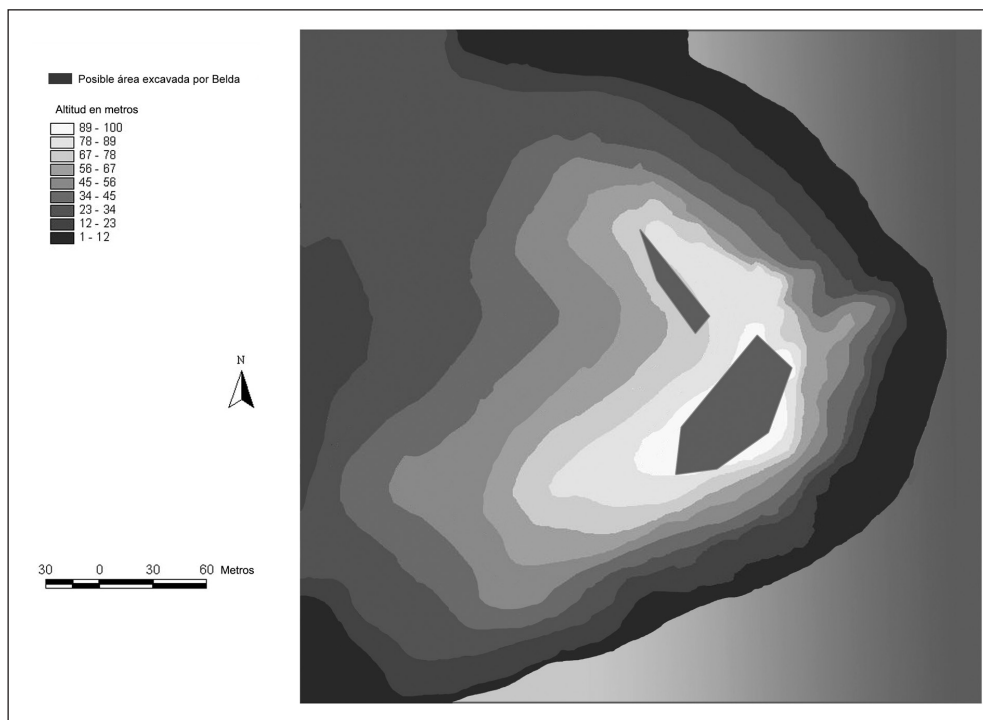 Posible área excavada por Belda
Altitud en metros
89 - 100
78 - 89
67 - 78
56 - 67
45 - 56
34 - 45
23 - 34
12 - 23
1 - 12
N
30 0 30 60 Metros